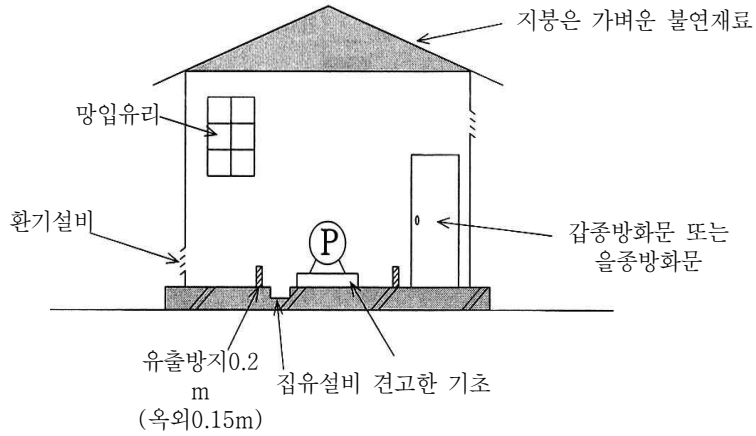 지붕은 가벼운 불연재료
망입유리
환기설비
P
갑종방화문 또는
을종방화문
유출방지0.2
m
(옥외0.15m)
집유설비 견고한 기초